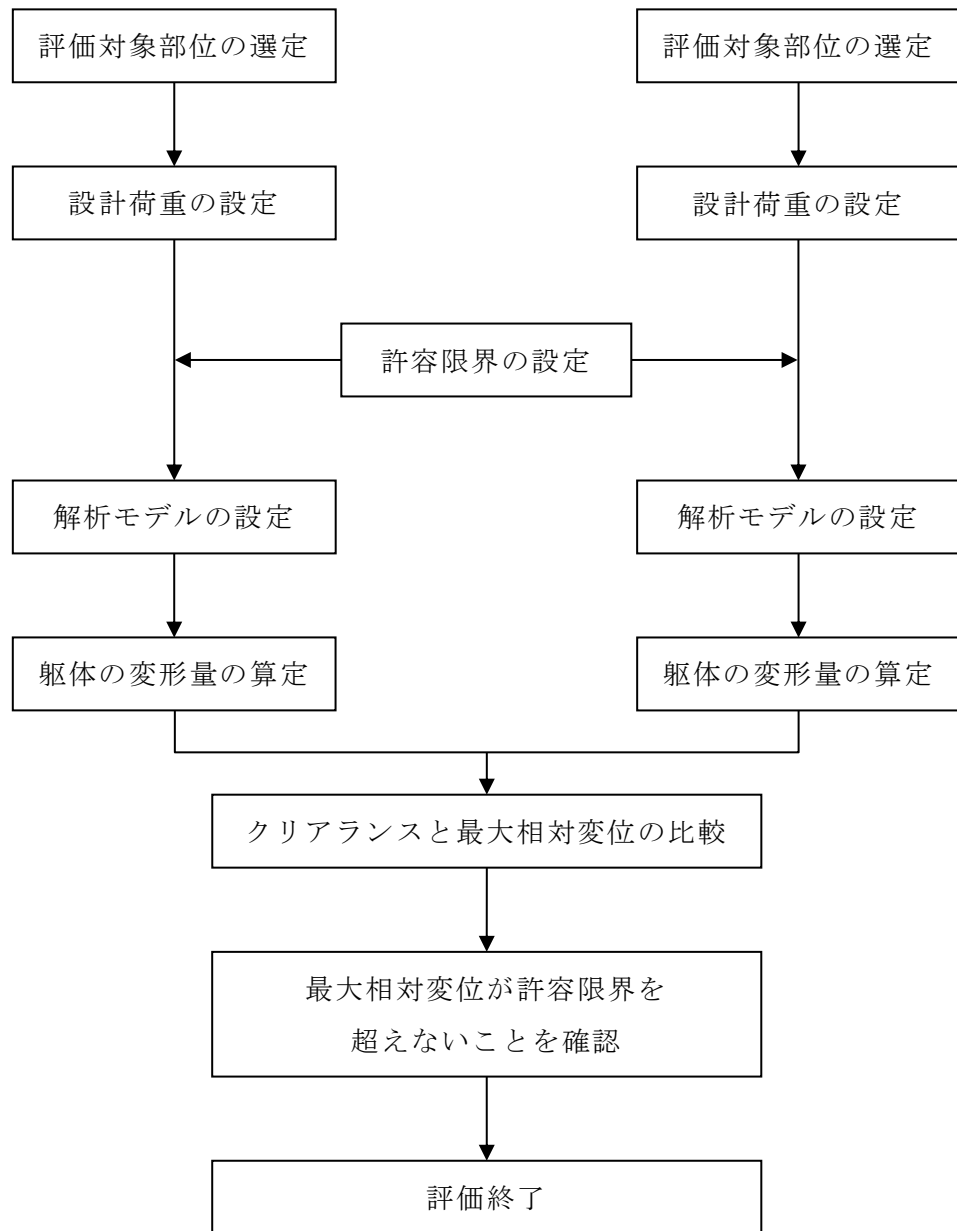 評価対象部位の選定
評価対象部位の選定
設計荷重の設定
設計荷重の設定
許容限界の設定
解析モデルの設定
解析モデルの設定
躯体の変形量の算定
躯体の変形量の算定
クリアランスと最大相対変位の比較
最大相対変位が許容限界を
超えないことを確認
評価終了